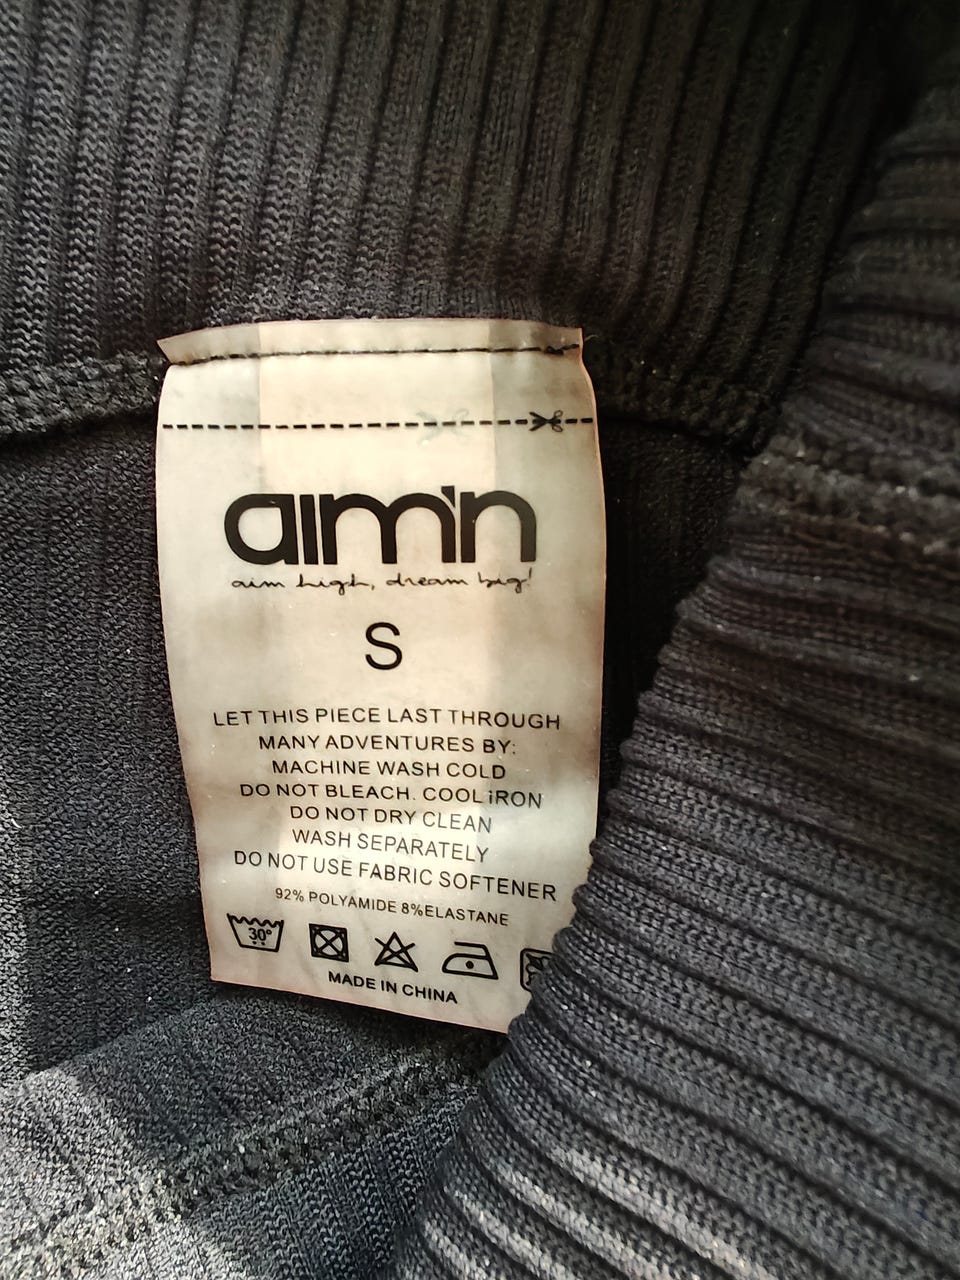 aim'n
aim high, dream big!
S
LET THIS PIECE LAST THROUGH
MANY ADVENTURES BY:
MACHINE WASH COLD
DO NOT BLEACH. COOL iRON
DO NOT DRY CLEAN
WASH SEPARATELY
DO NOT USE FABRIC SOFTENER
92% POLYAMIDE 8%ELASTANE
30°
MADE IN CHINA